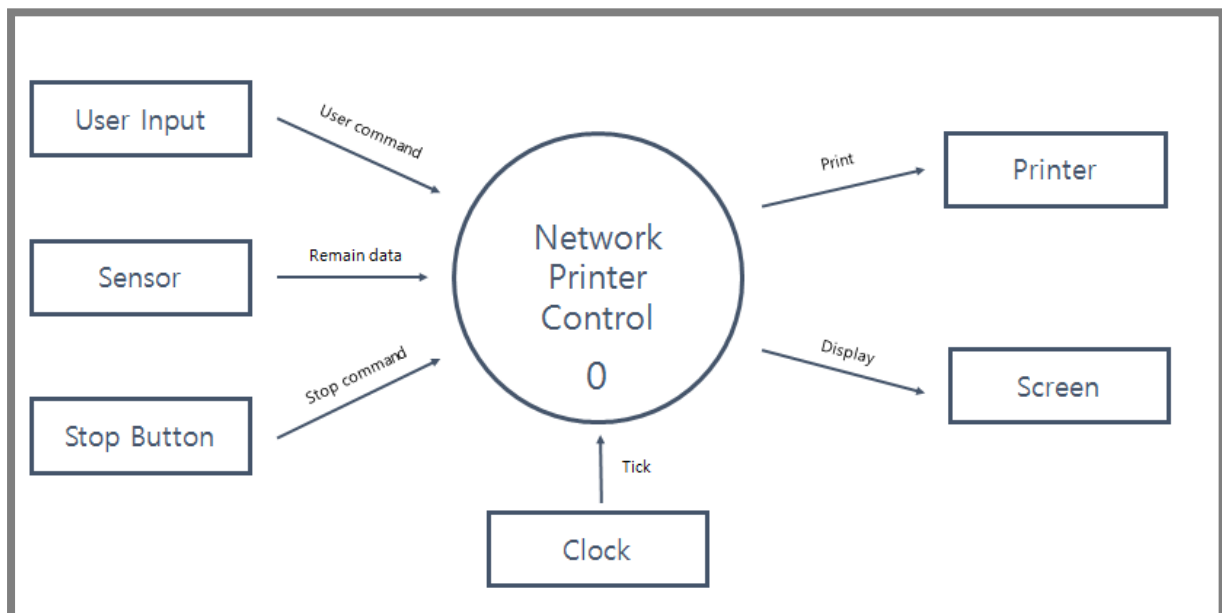 User Input
User command
Sensor
Remain data
Stop Button
Stop command
Network
Printer
Control
0
Tick
Clock
Print
Printer
Display
Screen